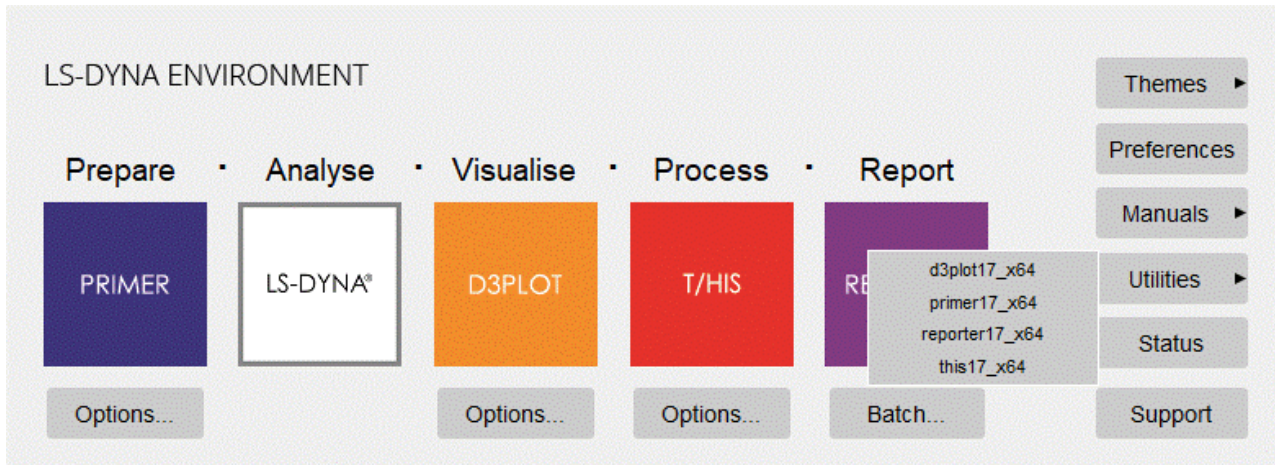 LS-DYNA ENVIRONMENT
Themes
Prepare · Analyse · Visualise · Process · Report
Preferences
Manuals
PRIMER
LS-DYNA®
D3PLOT
T/HIS
RE
d3plot17_x64
primer17_x64
reporter17_x64
this17_x64
Utilities
Status
Options...
Options...
Options...
Batch...
Support